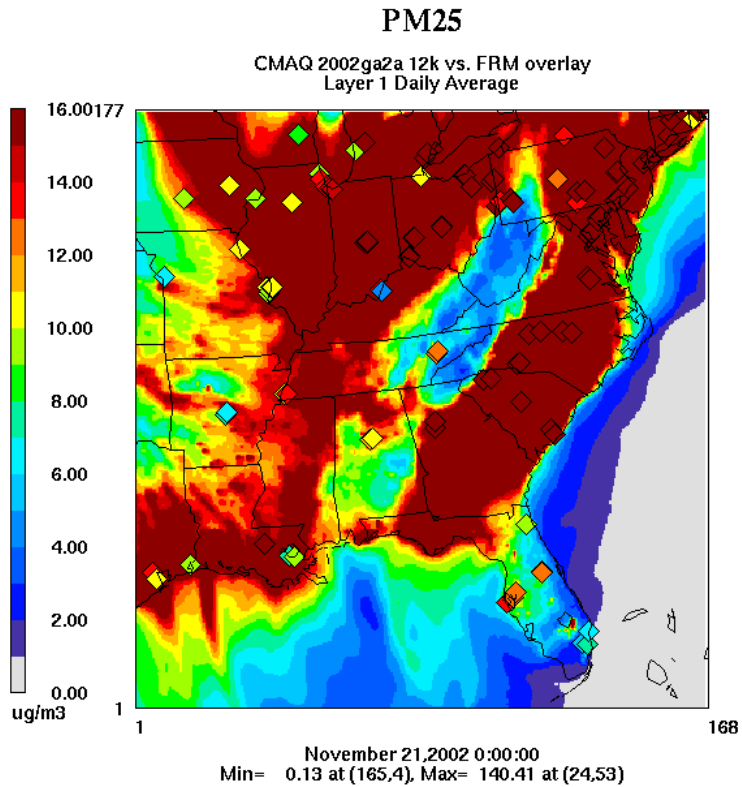 PM25
CMAQ 2002ga2a 12k vs. FRM overlay
Layer 1 Daily Average
16.00
177
14.00
12.00
10.00
8.00
6.00
4.00
2.00
0.00
ug/m3
1
1
168
November 21,2002 0:00:00
Min= 0.13 at (165,4), Max= 140.41 at (24,53)